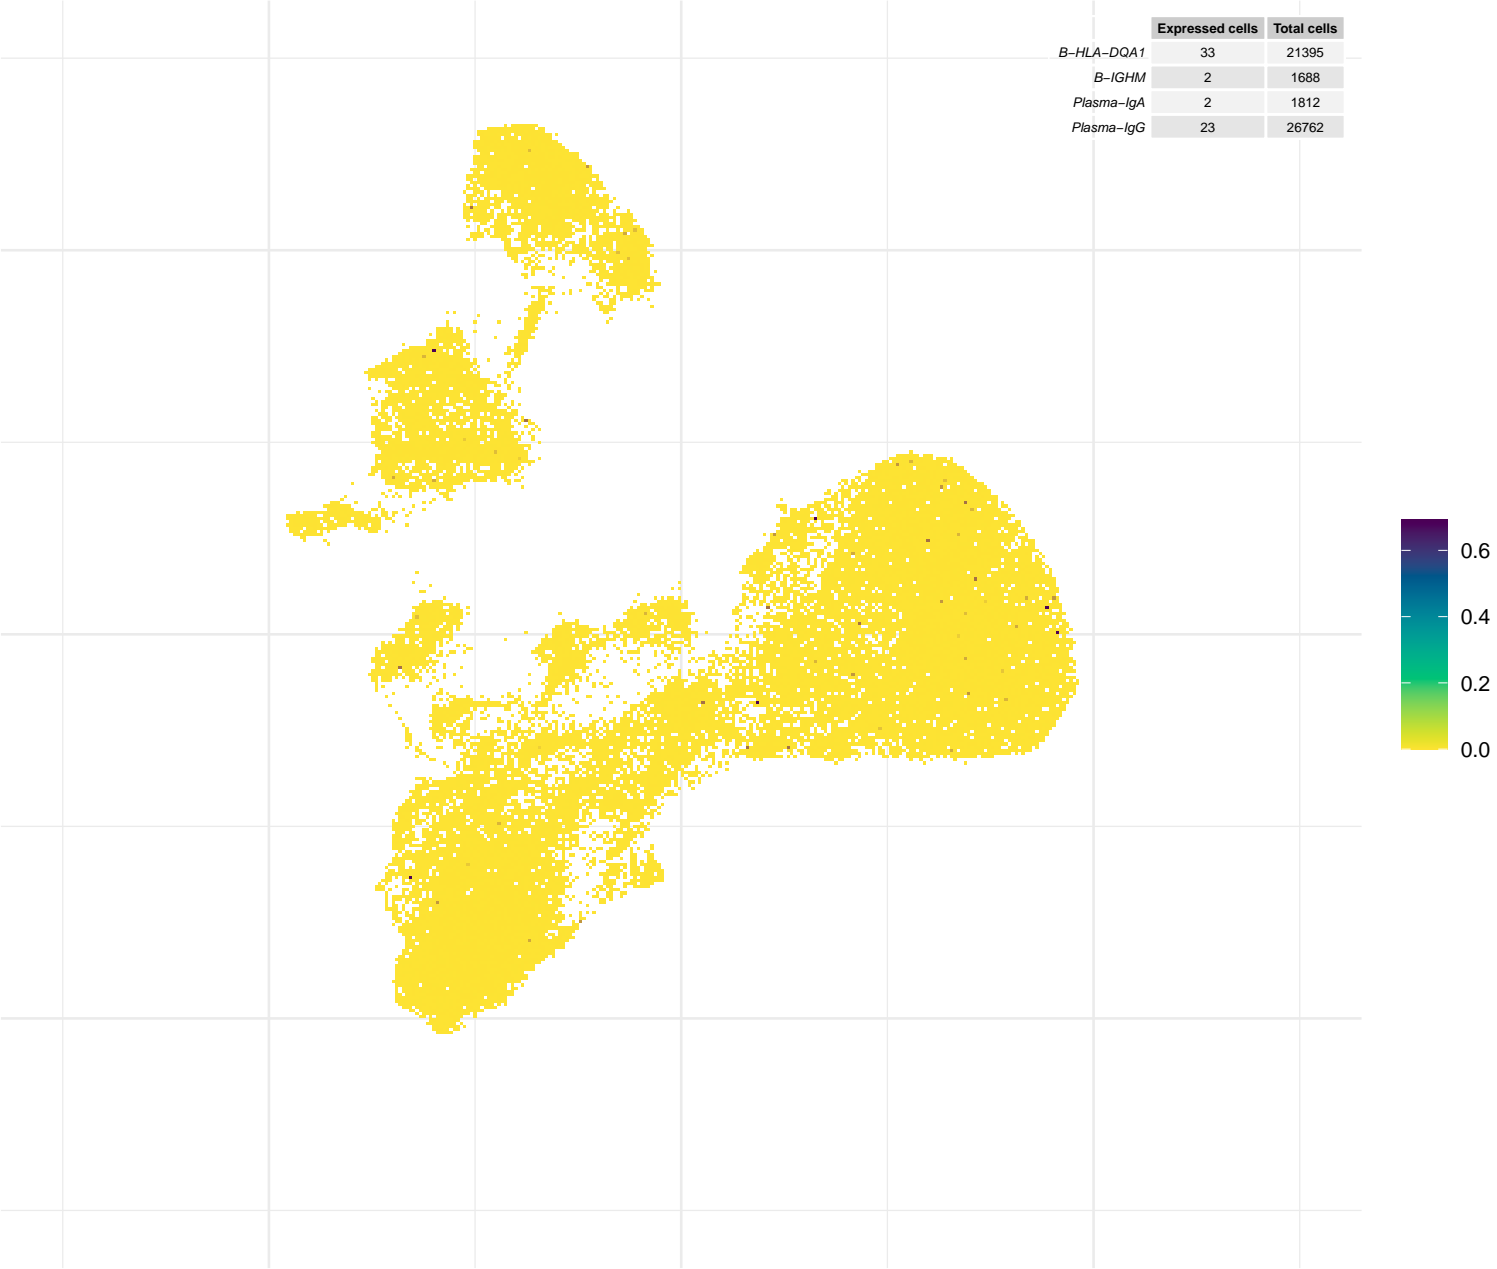 Expressed cells Total cells
B−HLA−DQA1 33 21395
B−IGHM 2 1688
Plasma−IgA 2 1812
Plasma−IgG 23 26762
0.6
0.4
0.2
0.0